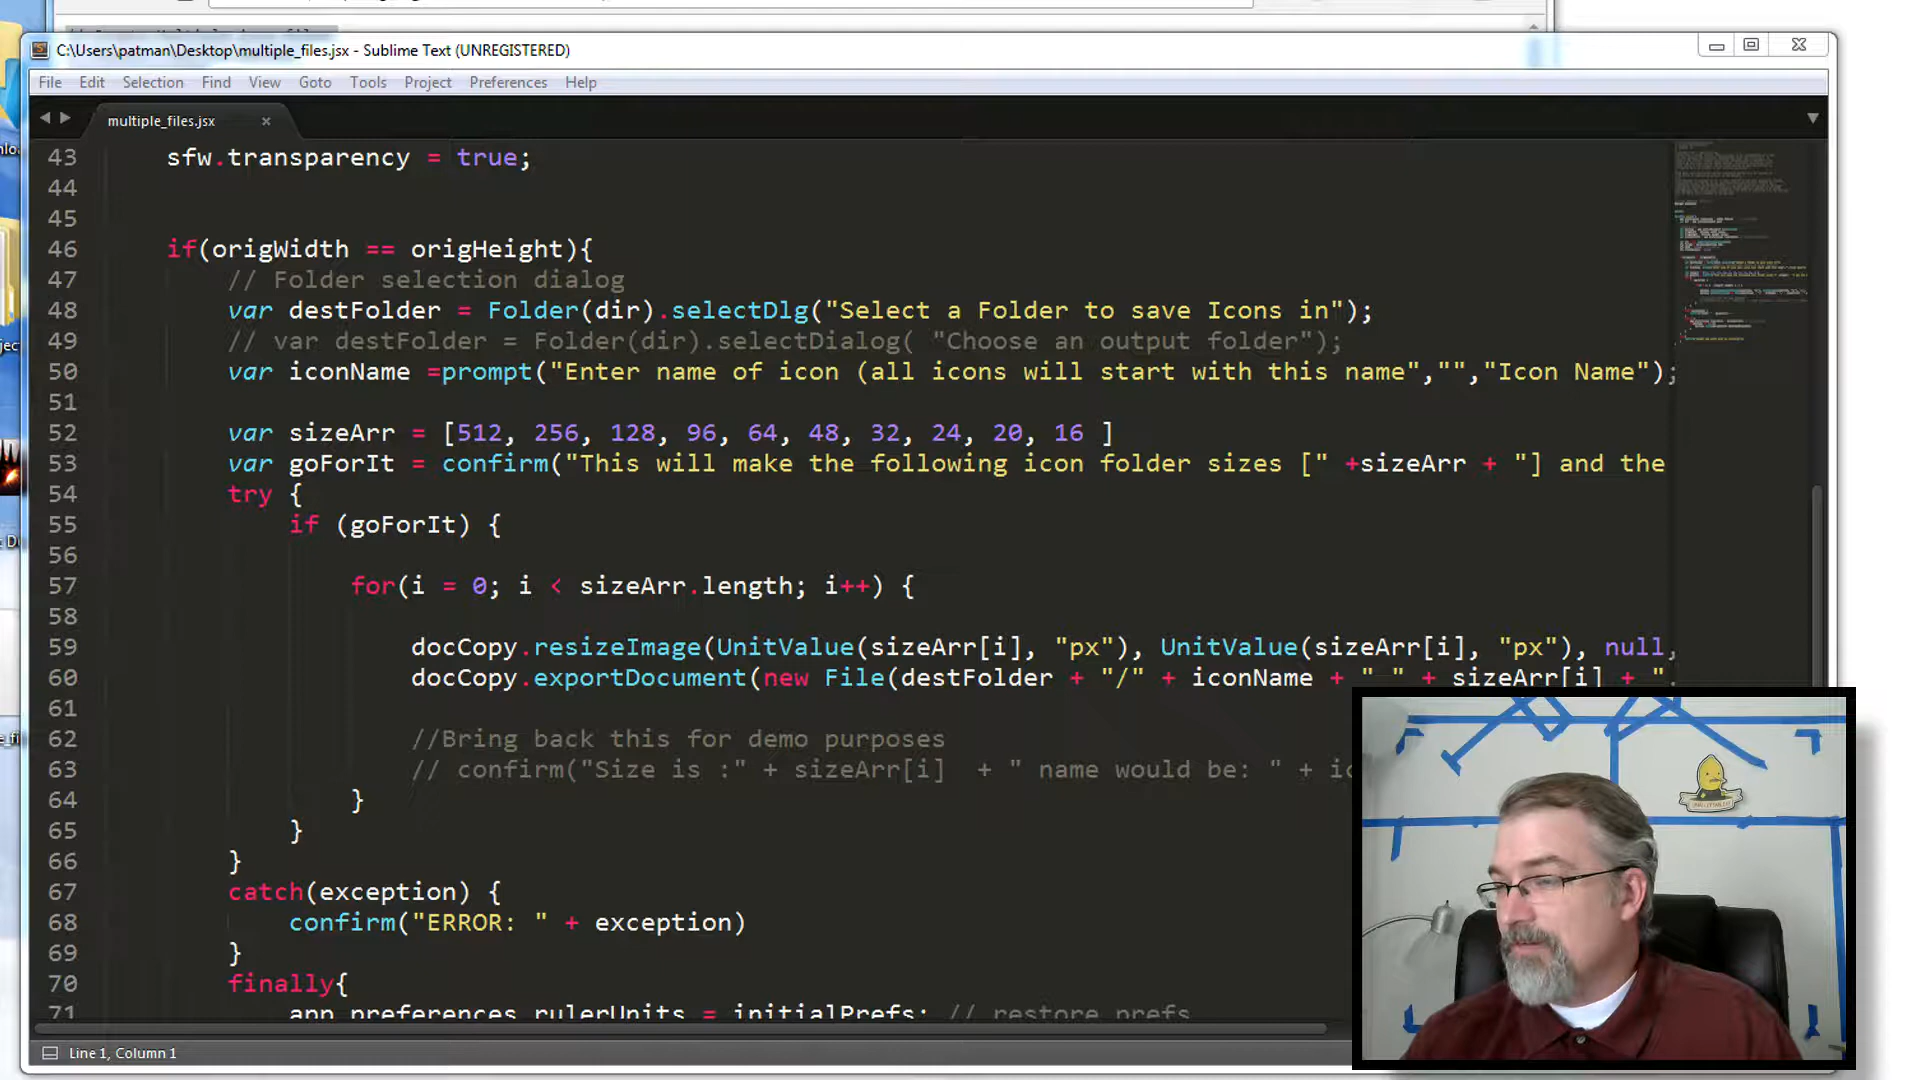 C:\Users\patman\Desktop\multiple_files.jsx - Sublime Text (UNREGISTERED)
File Edit Selection Find View Goto Tools Project Preferences Help
multiple_files.jsx
43 sfw.transparency = true;
44
45
46 if(origWidth == origHeight){
47 // Folder selection dialog
48 var destFolder = Folder(dir).selectDlg("Select a Folder to save Icons in");
49 // var destFolder = Folder(dir).selectDialog( "Choose an output folder");
50 var iconName =prompt("Enter name of icon (all icons will start with this name","","Icon Name");
51
52 var sizeArr = [512, 256, 128, 96, 64, 48, 32, 24, 20, 16 ]
53 var goForIt = confirm("This will make the following icon folder sizes [" +sizeArr + "] and the
54 try {
55 if (goForIt) {
56
57 for(i = 0; i < sizeArr.length; i++) {
58
59 docCopy.resizeImage(UnitValue(sizeArr[i], "px"), UnitValue(sizeArr[i], "px"), null,
60 docCopy.exportDocument(new File(destFolder + "/" + iconName + "_" + sizeArr[i] + ".
61
62 //Bring back this for demo purposes
63 // confirm("Size is :" + sizeArr[i] + " name would be: " + ic
64 }
65 }
66 }
67 catch(exception) {
68 confirm("ERROR: " + exception)
69 }
70 finally{
71 app.preferences.rulerUnits = initialPrefs; // restore prefs
Line 1, Column 1